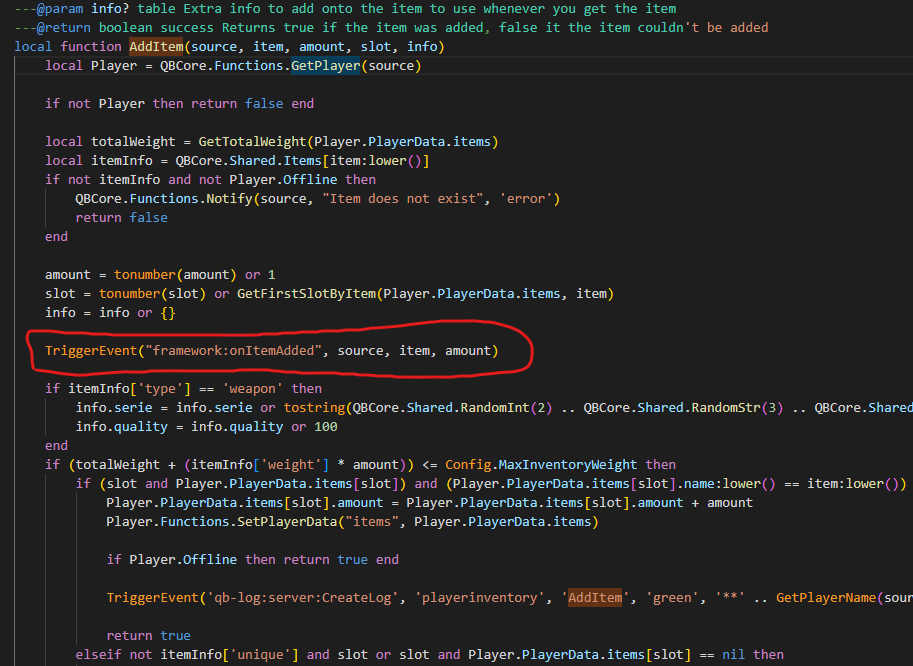 ---@param info? table Extra info to add onto the item to use whenever you get the item
---@return boolean success Returns true if the item was added, false it the item couldn't be added
local function AddItem(source, item, amount, slot, info)
local Player = QBCore.Functions.GetPlayer(source)
if not Player then return false end
local totalWeight = GetTotalWeight(Player.PlayerData.items)
local itemInfo = QBCore.Shared.Items[item:lower()]
if not itemInfo and not Player.Offline then
QBCore.Functions.Notify(source, "Item does not exist", 'error')
return false
end
amount = tonumber(amount) or 1
slot = tonumber(slot) or GetFirstSlotByItem(Player.PlayerData.items, item)
info = info or {}
TriggerEvent("framework:onItemAdded", source, item, amount)
if itemInfo['type'] == 'weapon' then
info.serie = info.serie or tostring(QBCore.Shared.RandomInt(2) .. QBCore.Shared.RandomStr(3) .. QBCore.Shared
info.quality = info.quality or 100
end
if (totalWeight + (itemInfo['weight'] * amount)) <= Config.MaxInventoryWeight then
if (slot and Player.PlayerData.items[slot]) and (Player.PlayerData.items[slot].name:lower() == item:lower())
Player.PlayerData.items[slot].amount = Player.PlayerData.items[slot].amount + amount
Player.Functions.SetPlayerData("items", Player.PlayerData.items)
if Player.Offline then return true end
TriggerEvent('qb-log:server:CreateLog', 'playerinventory', 'AddItem', 'green', '**' .. GetPlayerName(sour
return true
elseif not itemInfo['unique'] and slot or slot and Player.PlayerData.items[slot] == nil then